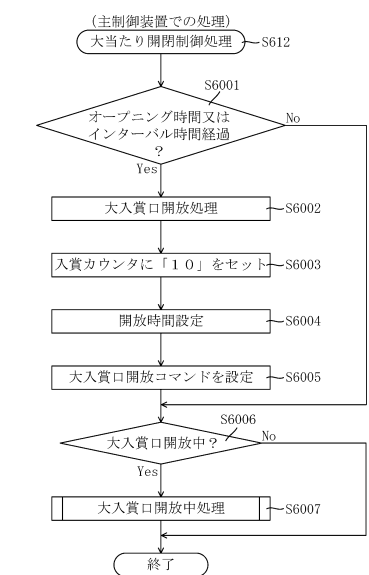 (主制御装置での処理)
大当たり開閉制御処理 S612
S6001
オープニング時間又は
インターバル時間経過
?
No
Yes
大入賞口開放処理 S6002
入賞カウンタに「10」をセット S6003
開放時間設定 S6004
大入賞口開放コマンドを設定 S6005
S6006
大入賞口開放中?
No
Yes
大入賞口開放中処理 S6007
終了